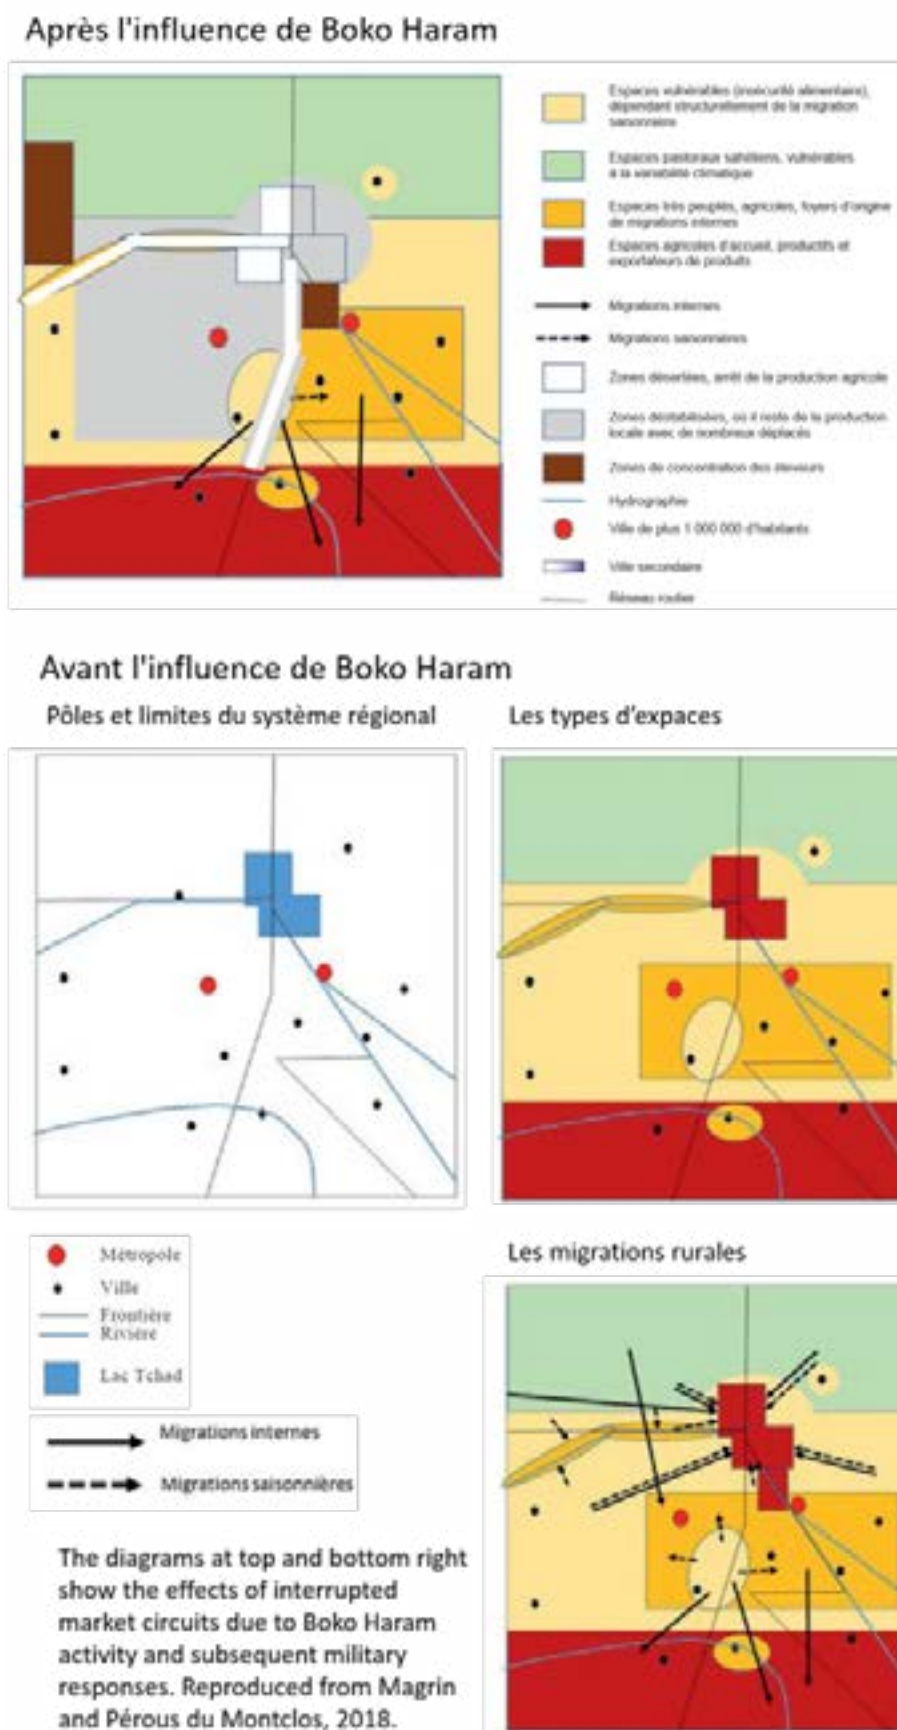 Après l'influence de Boko Haram
Espaces vulnérables (insécurité alimentaire),
dépendant structurellement de la migration
saisonnière
Espaces pastoraux sahéliens, vulnérables
à la variabilité climatique
Espaces très peuplés, agricoles, foyers d'origine
de migrations internes
Espaces agricoles d'accueil, productifs et
exportateurs de produits
Migrations internes
Migrations saisonnières
Zones désertées, arrêt de la production agricole
Zones déstabilisées, où il reste de la production
locale avec de nombreux déplacés
Zones de concentration des éleveurs
Hydrographie
Ville de plus 1 000 000 d'habitants
Ville secondaire
Réseau routier
Avant l'influence de Boko Haram
Pôles et limites du système régional
Les types d'expaces
Métropole
Ville
Frontière
Rivière
Lac Tchad
Migrations internes
Migrations saisonnières
Les migrations rurales
The diagrams at top and bottom right
show the effects of interrupted
market circuits due to Boko Haram
activity and subsequent military
responses. Reproduced from Magrin
and Pérous du Montclos, 2018.